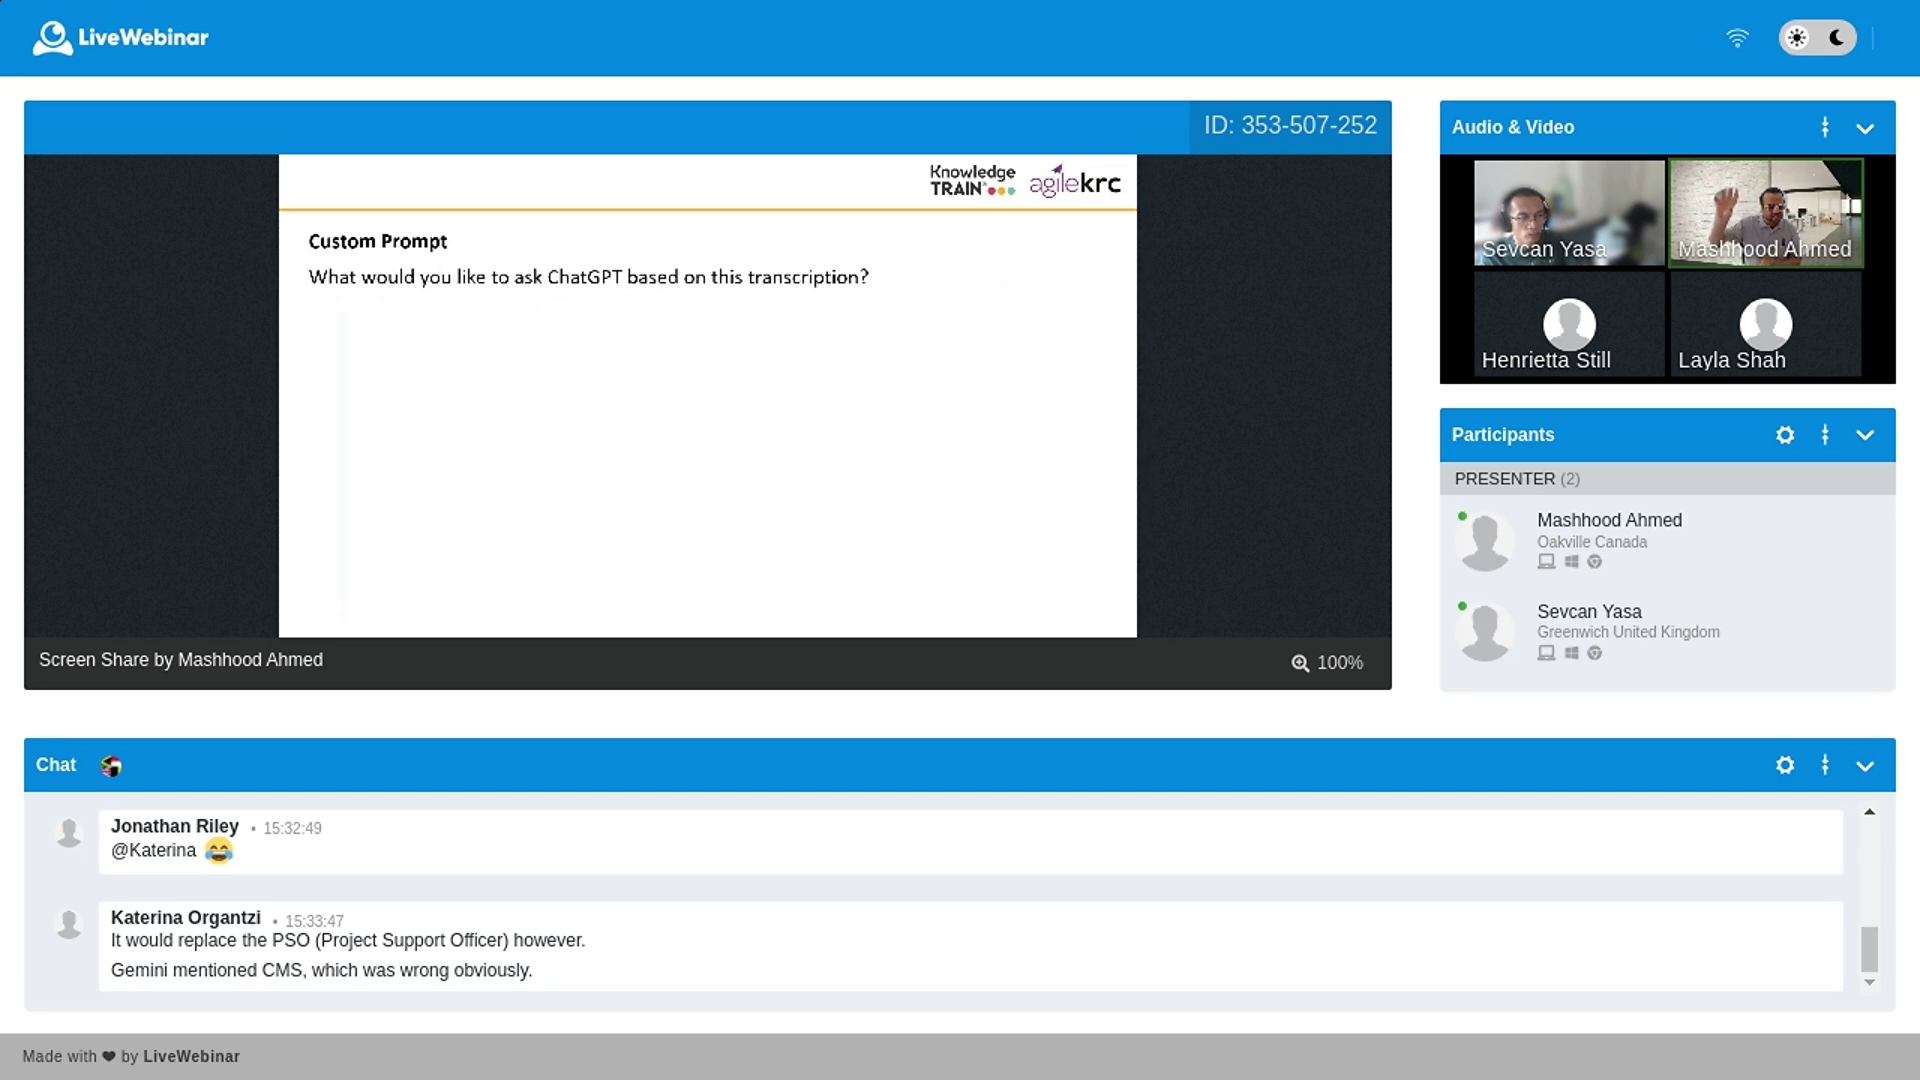 LiveWebinar
ID: 353-507-252
Knowledge
TRAIN
agilekrc
Custom Prompt
What would you like to ask ChatGPT based on this transcription?
Screen Share by Mashhood Ahmed
100%
Audio & Video
Sevcan Yasa
Mashhood Ahmed
Henrietta Still
Layla Shah
Participants
PRESENTER (2)
Mashhood Ahmed
Oakville Canada
Sevcan Yasa
Greenwich United Kingdom
Chat
Jonathan Riley • 15:32:49
@Katerina 😂
Katerina Organtzi • 15:33:47
It would replace the PSO (Project Support Officer) however.
Gemini mentioned CMS, which was wrong obviously.
Made with ❤ by LiveWebinar